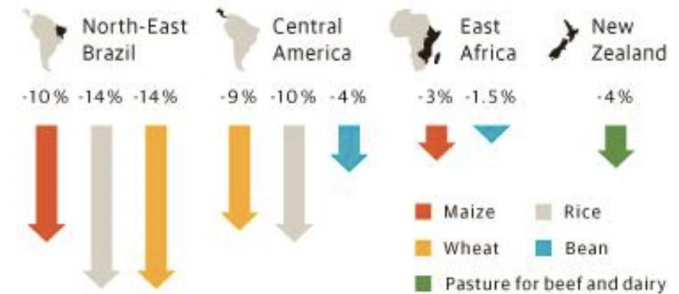 North-East
Brazil
Central
America
East
Africa
New
Zealand
-10% -14% -14%
-9% -10% -4%
-3% -1.5%
-4%
Maize
Rice
Wheat
Bean
Pasture for beef and dairy